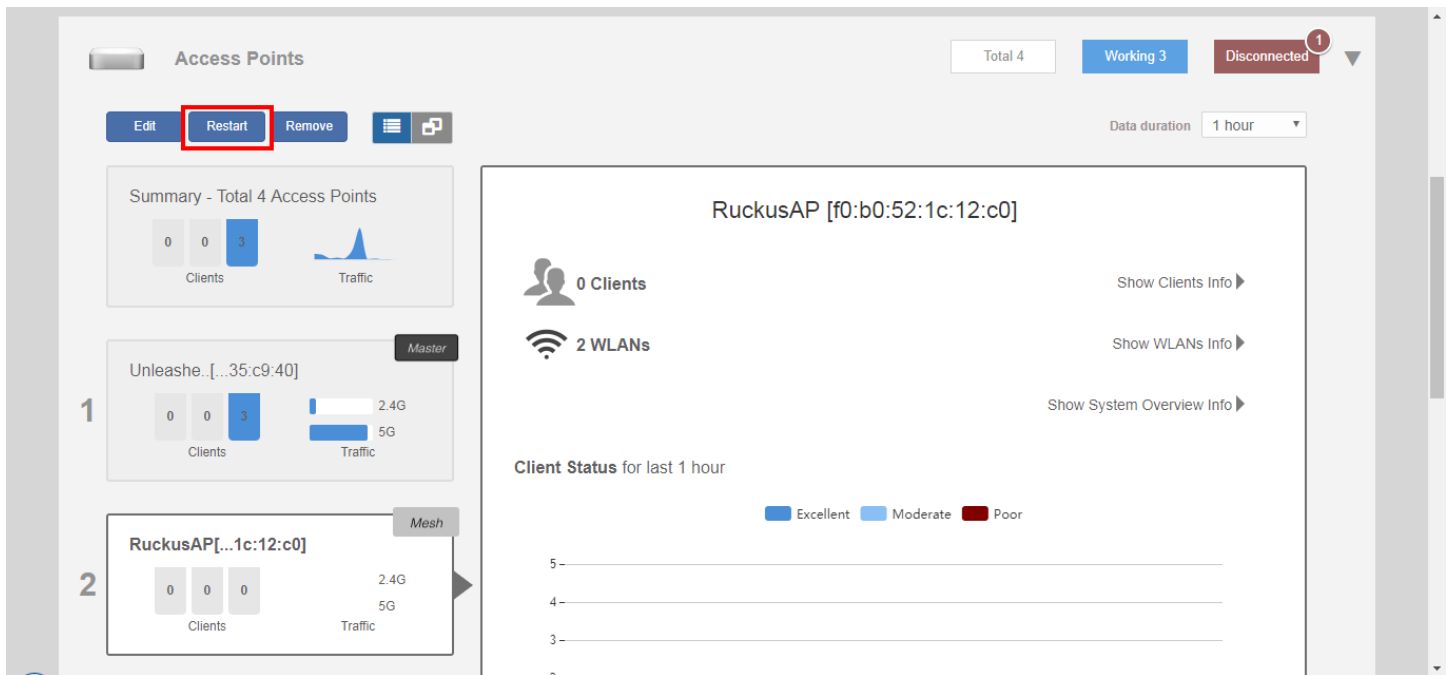 Access Points
Total 4
Working 3
Disconnected
1
Edit
Restart
Remove
Data duration
1 hour
Summary - Total 4 Access Points
0 0 3
Clients
Traffic
Master
Unleashe..[...35:c9:40]
1
0 0 3
2.4G
5G
Clients
Traffic
Mesh
RuckusAP[...1c:12:c0]
2
0 0 0
2.4G
5G
Clients
Traffic
RuckusAP [f0:b0:52:1c:12:c0]
0 Clients
Show Clients Info
2 WLANs
Show WLANs Info
Show System Overview Info
Client Status for last 1 hour
Excellent
Moderate
Poor
5
4
3